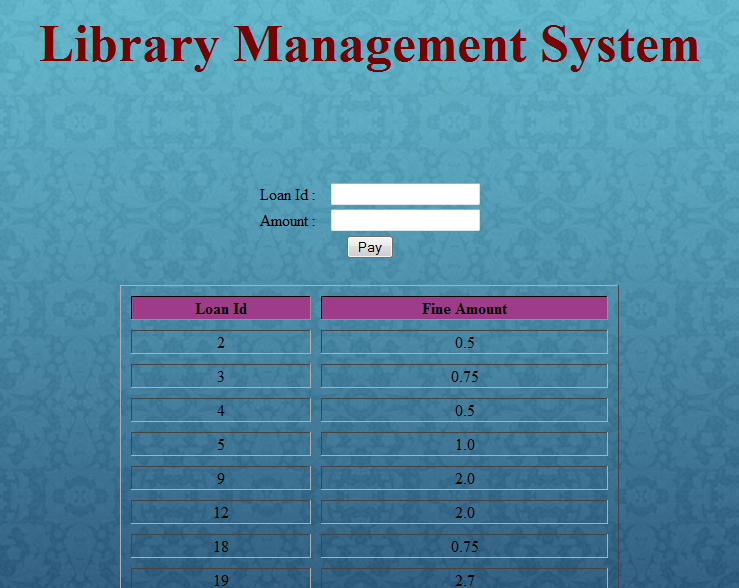 Library Management System
Loan Id :
Amount :
Pay
Loan Id Fine Amount
2 0.5
3 0.75
4 0.5
5 1.0
9 2.0
12 2.0
18 0.75
19 2.7